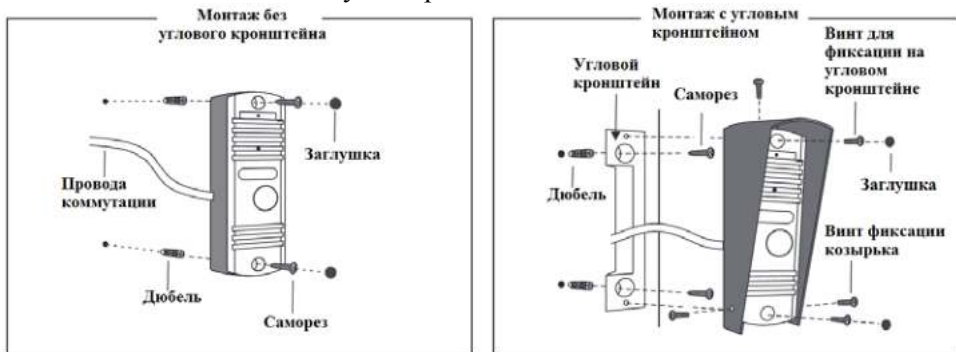 Монтаж без
углового кронштейна
Заглушка
Провода
коммутации
Дюбель
Саморез
Монтаж с угловым
кронштейном
Винт для
фиксации на
угловом
кронштейне
Угловой
кронштейн
Саморез
Дюбель
Заглушка
Винт фиксации
козырька